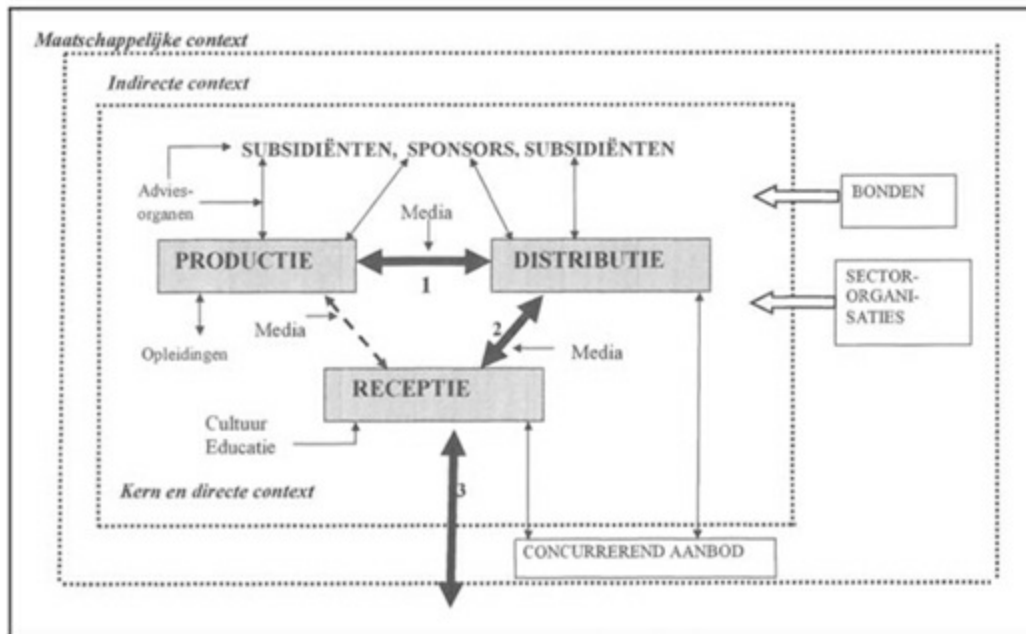 Maatschappelijke context
Indirecte context
SUBSIDIËNTEN, SPONSORS, SUBSIDIËNTEN
Advies-
organen
Media
BONDEN
PRODUCTIE
DISTRIBUTIE
1
SECTOR-
ORGANI-
SATIES
Media
2
Media
Opleidingen
RECEPTIE
Cultuur
Educatie
Kern en directe context
3
CONCURREREND AANBOD